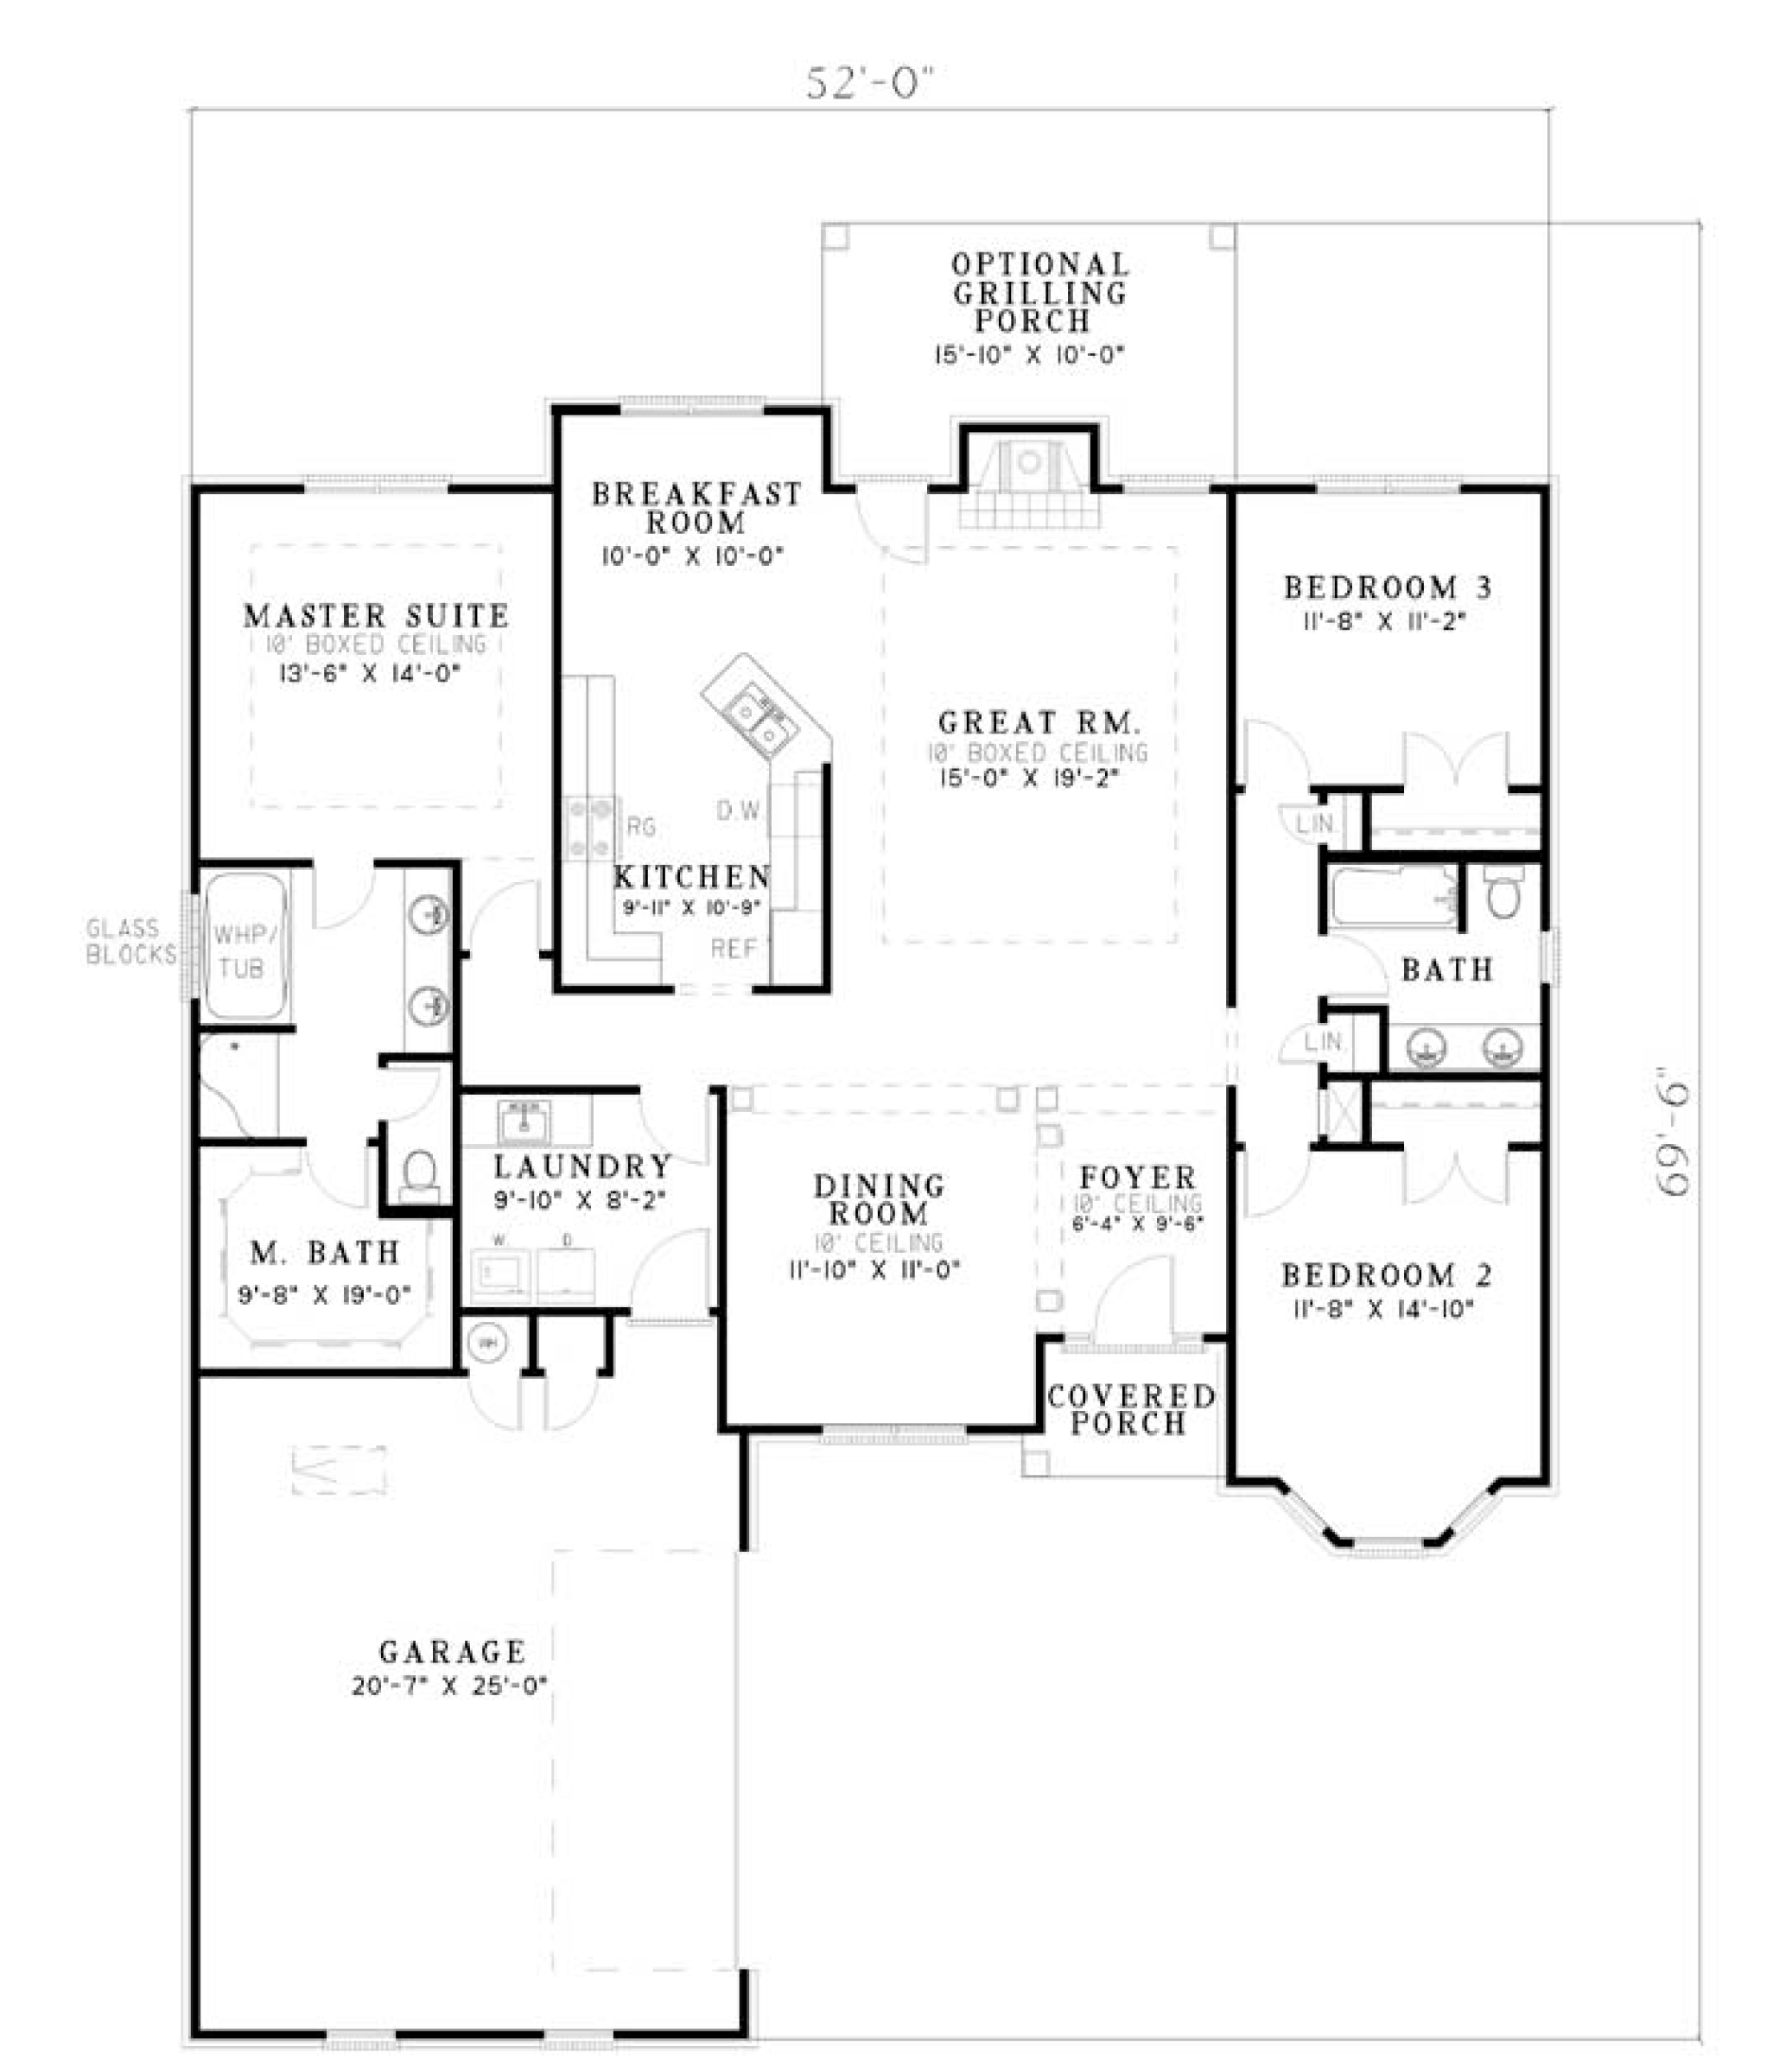 52'-0"
OPTIONAL
GRILLING
PORCH
15'-10" X 10'-0"
BREAKFAST
ROOM
10'-0" X 10'-0"
MASTER SUITE
10' BOXED CEILING
13'-6" X 14'-0"
BEDROOM 3
11'-8" X 11'-2"
GREAT RM.
10' BOXED CEILING
15'-0" X 19'-2"
RG
D.W.
LIN.
KITCHEN
9'-11" X 10'-9"
REF
GLASS
BLOCKS
WHP/
TUB
BATH
LIN.
69'-6"
LAUNDRY
9'-10" X 8'-2"
W
D
DINING
ROOM
10' CEILING
11'-10" X 11'-0"
FOYER
10' CEILING
6'-4" X 9'-6"
M. BATH
9'-8" X 19'-0"
BEDROOM 2
11'-8" X 14'-10"
WH
COVERED
PORCH
GARAGE
20'-7" X 25'-0"